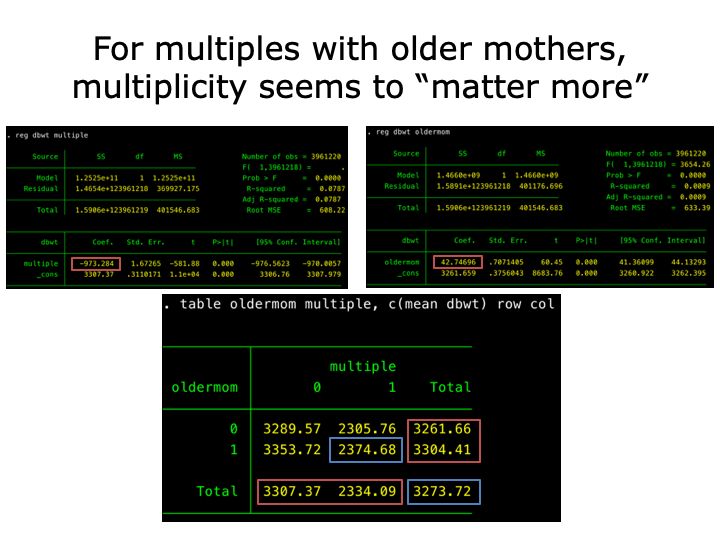 For multiples with older mothers,
multiplicity seems to “matter more”
. reg dbwt multiple
Source SS df MS Number of obs = 3961220
F( 1,3961218) = .
Model 1.2525e+11 1 1.2525e+11 Prob > F = 0.0000
Residual 1.4654e+123961218 369927.175 R-squared = 0.0787
Adj R-squared = 0.0787
Total 1.5906e+123961219 401546.683 Root MSE = 608.22
dbwt Coef. Std. Err. t P>|t| [95% Conf. Interval]
multiple -973.284 1.67265 -581.88 0.000 -976.5623 -970.0057
_cons 3307.37 .3110171 1.1e+04 0.000 3306.76 3307.979
. reg dbwt oldermom
Source SS df MS Number of obs = 3961220
F( 1,3961218) = 3654.26
Model 1.4660e+09 1 1.4660e+09 Prob > F = 0.0000
Residual 1.5891e+123961218 401176.696 R-squared = 0.0009
Adj R-squared = 0.0009
Total 1.5906e+123961219 401546.683 Root MSE = 633.39
dbwt Coef. Std. Err. t P>|t| [95% Conf. Interval]
oldermom 42.74696 .7071405 60.45 0.000 41.36099 44.13293
_cons 3261.659 .3756043 8683.76 0.000 3260.922 3262.395
. table oldermom multiple, c(mean dbwt) row col
multiple
oldermom 0 1 Total
0 3289.57 2305.76 3261.66
1 3353.72 2374.68 3304.41
Total 3307.37 2334.09 3273.72